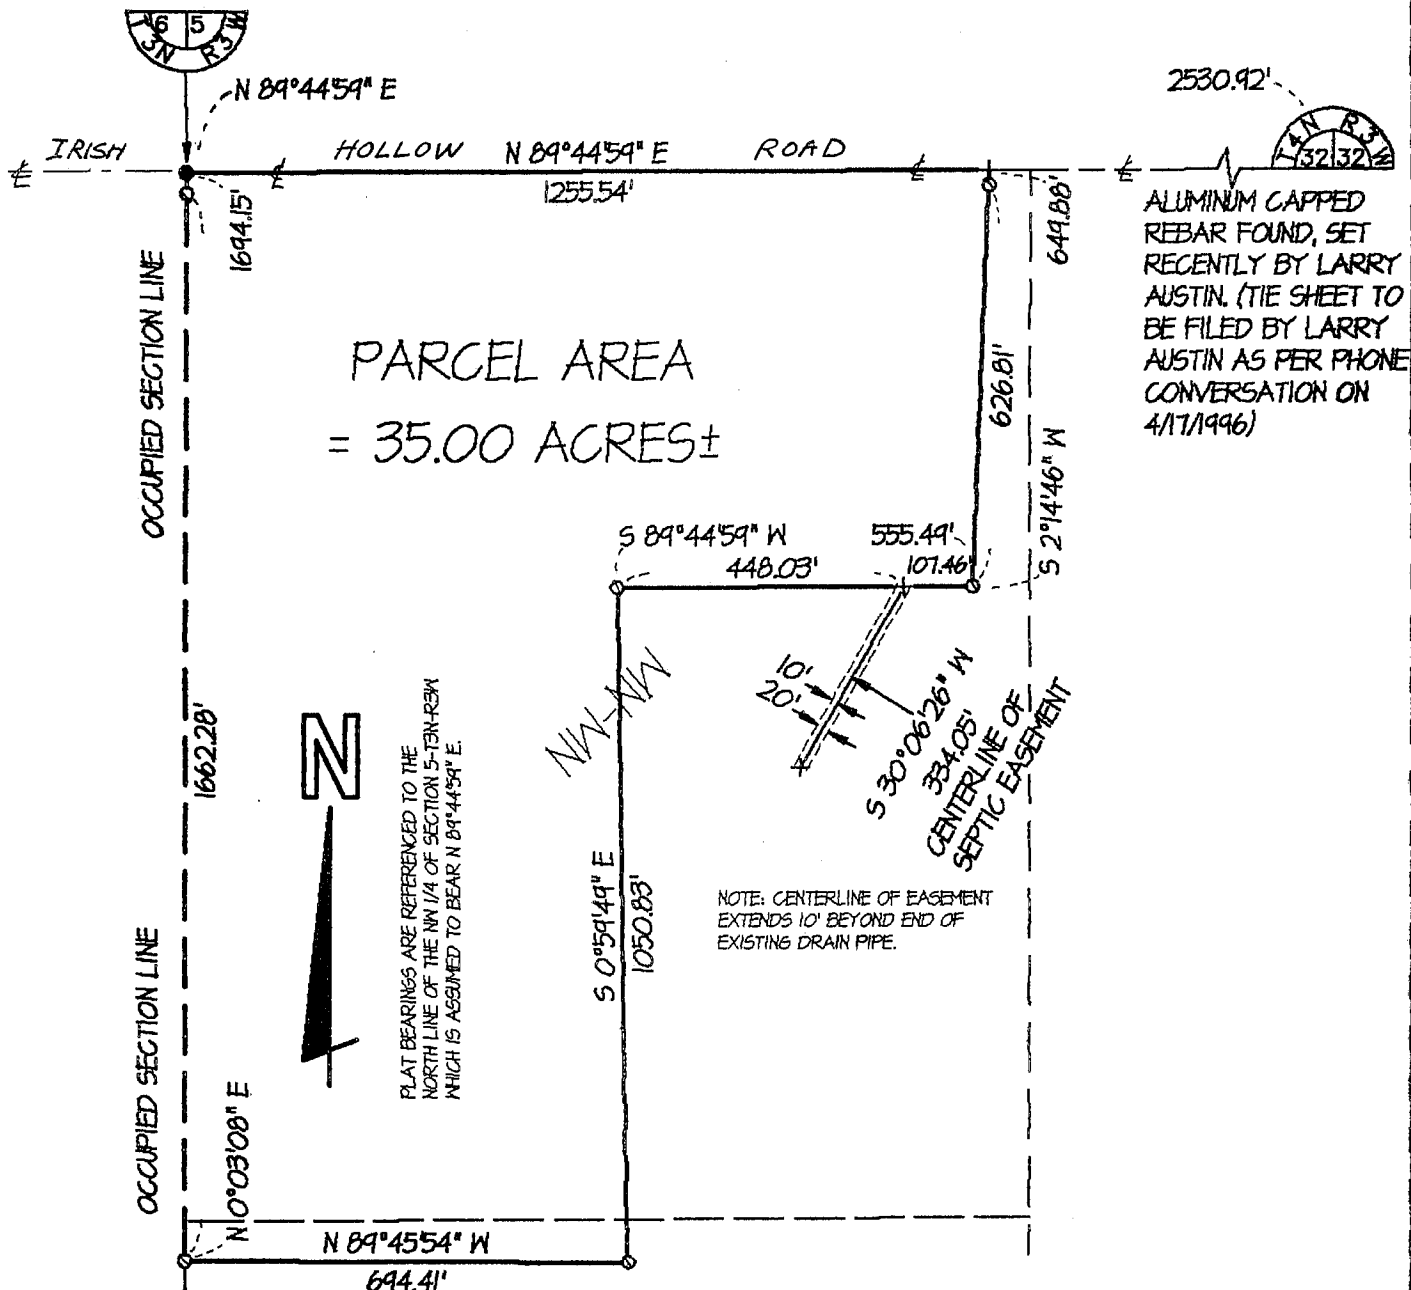 6 5
T3N R3W
N 89°44'59" E
2530.92'
IRISH HOLLOW N 89°44'59" E ROAD
1255.54'
T4N R3W
32 32
1694.15'
649.88'
ALUMINUM CAPPED
REBAR FOUND, SET
RECENTLY BY LARRY
AUSTIN. (TIE SHEET TO
BE FILED BY LARRY
AUSTIN AS PER PHONE
CONVERSATION ON
4/17/1996)
OCCUPIED SECTION LINE
PARCEL AREA
= 35.00 ACRES±
626.81'
S 2°14'46" W
S 89°44'59" W
555.49'
448.03'
107.46'
NW-NW
10'
20'
S 30°06'26" W
334.05'
CENTERLINE OF
SEPTIC EASEMENT
1662.28'
N
PLAT BEARINGS ARE REFERENCED TO THE
NORTH LINE OF THE NW 1/4 OF SECTION 5-T3N-R3W
WHICH IS ASSUMED TO BEAR N 89°44'59" E.
S 0°59'49" E
1050.83'
NOTE: CENTERLINE OF EASEMENT
EXTENDS 10' BEYOND END OF
EXISTING DRAIN PIPE.
OCCUPIED SECTION LINE
N 0°03'08" E
N 89°45'54" W
694.41'